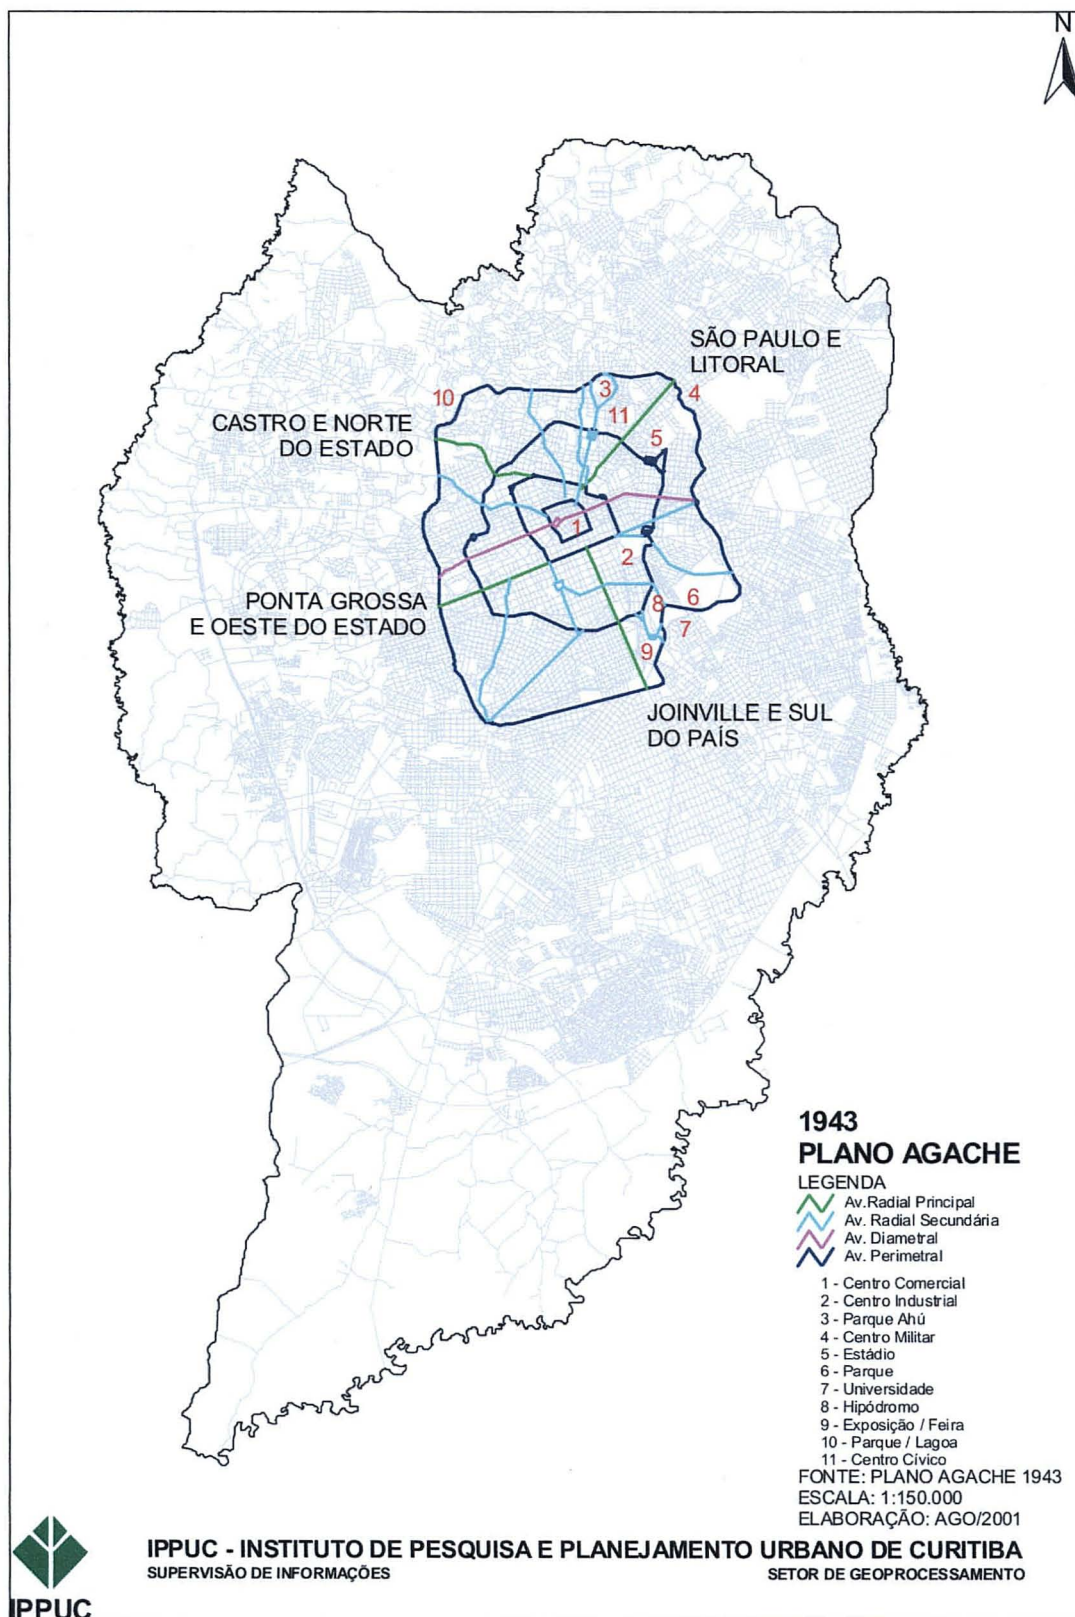 N
SÃO PAULO E
LITORAL
3
4
10
11
CASTRO E NORTE
DO ESTADO
5
1
2
PONTA GROSSA
E OESTE DO ESTADO
8
6
7
9
JOINVILLE E SUL
DO PAÍS
1943
PLANO AGACHE
LEGENDA
Av.Radial Principal
Av. Radial Secundária
Av. Diametral
Av. Perimetral
1 - Centro Comercial
2 - Centro Industrial
3 - Parque Ahú
4 - Centro Militar
5 - Estádio
6 - Parque
7 - Universidade
8 - Hipódromo
9 - Exposição / Feira
10 - Parque / Lagoa
11 - Centro Cívico
FONTE: PLANO AGACHE 1943
ESCALA: 1:150.000
ELABORAÇÃO: AGO/2001
IPPUC - INSTITUTO DE PESQUISA E PLANEJAMENTO URBANO DE CURITIBA
SUPERVISÃO DE INFORMAÇÕES
SETOR DE GEOPROCESSAMENTO
IPPUC